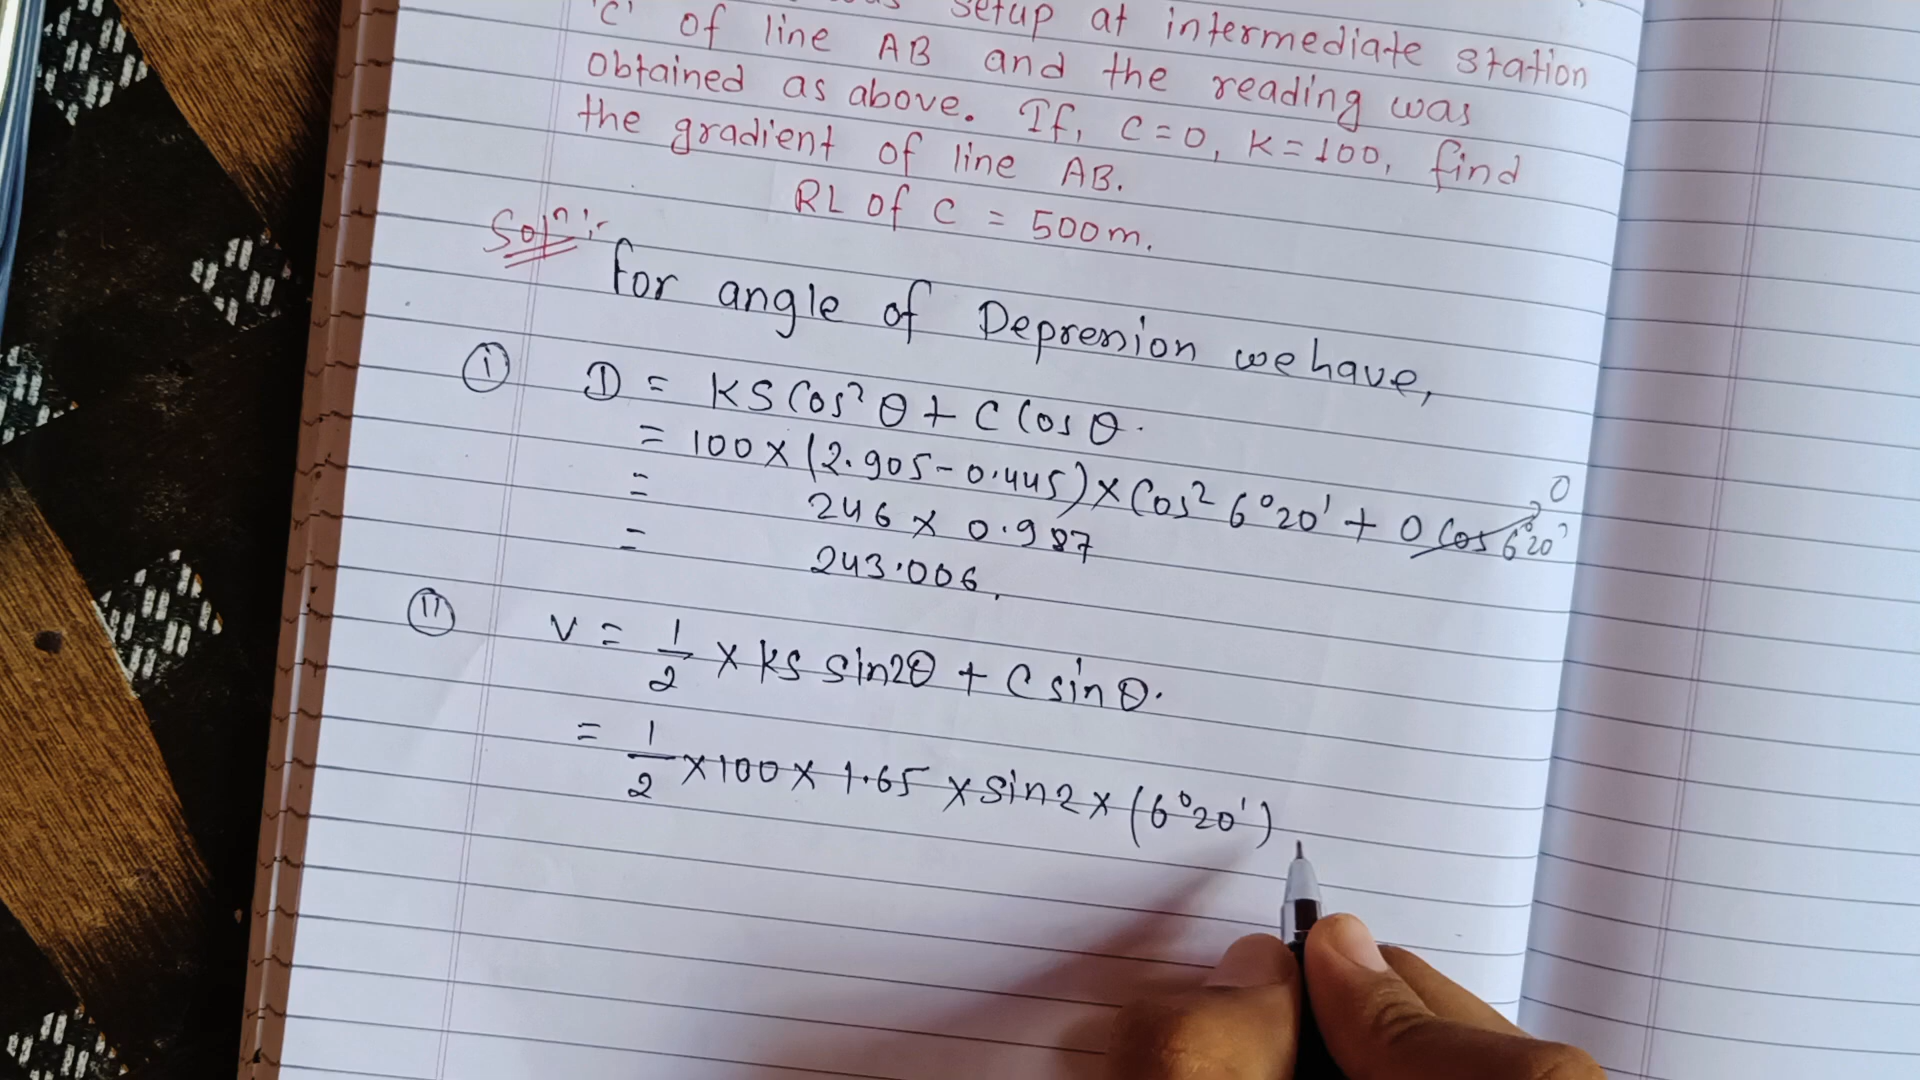 setup at intermediate station
'C' of line AB and the reading was
obtained as above. If, C=0, K=100, find
the gradient of line AB.
RL of C = 500m.
Solⁿ:-
For angle of Depression we have,
(i) D = KS Cos² θ + C Cos θ.
= 100 × (2.905-0.445) × Cos² 6°20' + 0 Cos 6°20' 0
= 246 × 0.987
= 243.006.
(ii) V = 1/2 × KS sin2θ + C sin θ.
= 1/2 × 100 × 1.65 × sin2 × (6°20')